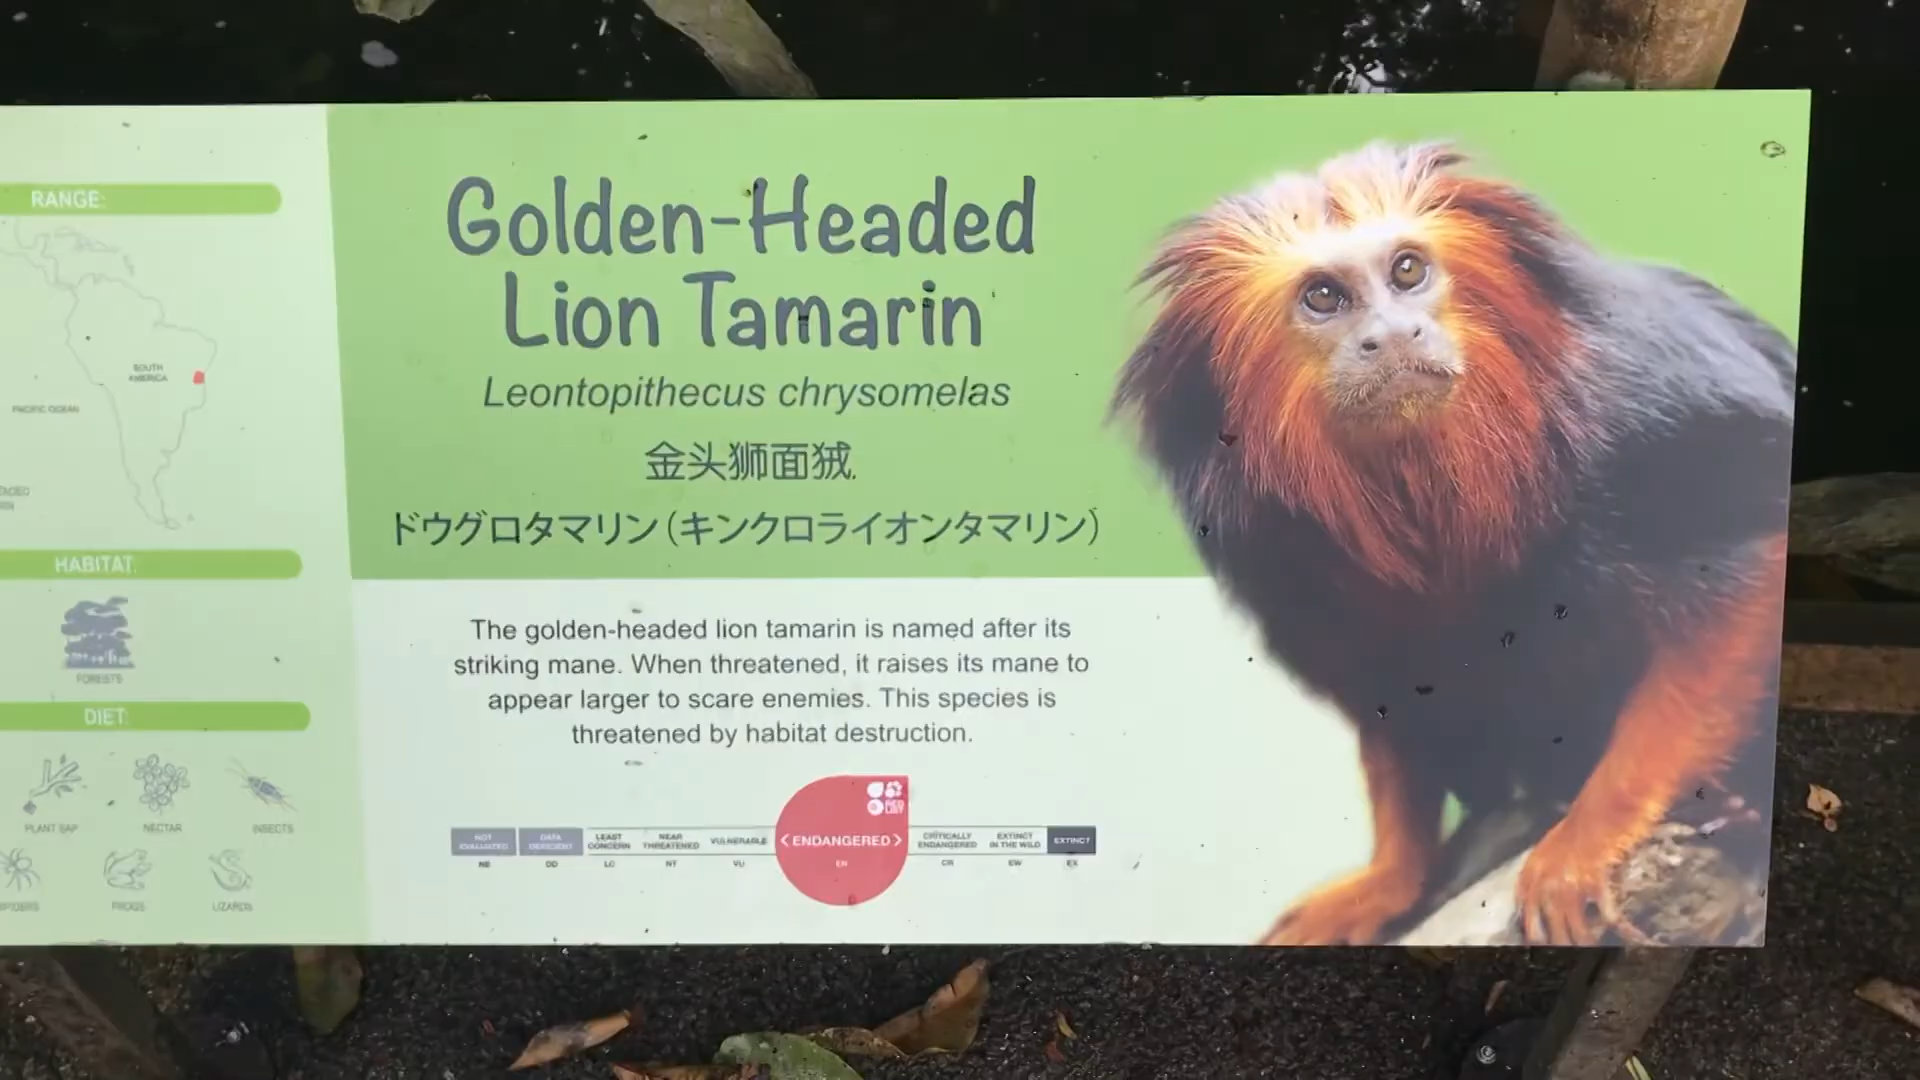 RANGE:
SOUTH
AMERICA
PACIFIC OCEAN
HABITAT:
FORESTS
DIET:
PLANT SAP
NECTAR
INSECTS
SPIDERS
FROGS
LIZARDS
Golden-Headed
Lion Tamarin
Leontopithecus chrysomelas
金头狮面狨
ドウグロタマリン(キンクロライオンタマリン)
The golden-headed lion tamarin is named after its
striking mane. When threatened, it raises its mane to
appear larger to scare enemies. This species is
threatened by habitat destruction.
NOT
EVALUATED
NE
DATA
DEFICIENT
DD
LEAST
CONCERN
LC
NEAR
THREATENED
NT
VULNERABLE
VU
RED
LIST
<ENDANGERED>
EN
CRITICALLY
ENDANGERED
CR
EXTINCT
IN THE WILD
EW
EXTINCT
EX